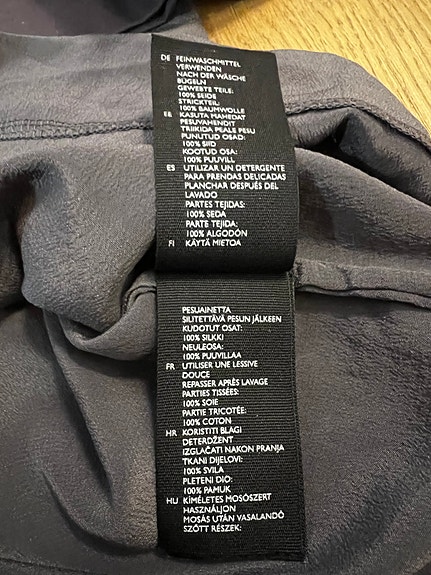 DE FEINWASCHMITTEL
VERWENDEN
NACH DER WÄSCHE
BÜGELN
GEWEBTE TEILE:
100% SEIDE
STRICKTEIL:
100% BAUMWOLLE
EE KASUTA MAHEDAT
PESUVAHENDIT
TRIIKIDA PEALE PESU
PUNUTUD OSAD:
100% SIID
KOOTUD OSA:
100% PUUVILL
ES UTILIZAR UN DETERGENTE
PARA PRENDAS DELICADAS
PLANCHAR DESPUÉS DEL
LAVADO
PARTES TEJIDAS:
100% SEDA
PARTE TEJIDA:
100% ALGODÓN
FI KÄYTÄ MIETOA
PESUAINETTA
SILITETTÄVÄ PESUN JÄLKEEN
KUDOTUT OSAT:
100% SILKKI
NEULEOSA:
100% PUUVILLAA
FR UTILISER UNE LESSIVE
DOUCE
REPASSER APRÈS LAVAGE
PARTIES TISSÉES:
100% SOIE
PARTIE TRICOTÉE:
100% COTON
HR KORISTITI BLAGI
DETERDŽENT
IZGLAČATI NAKON PRANJA
TKANI DIJELOVI:
100% SVILA
PLETENI DIO:
100% PAMUK
HU KÍMÉLETES MOSÓSZERT
HASZNÁLJON
MOSÁS UTÁN VASALANDÓ
SZŐTT RÉSZEK: